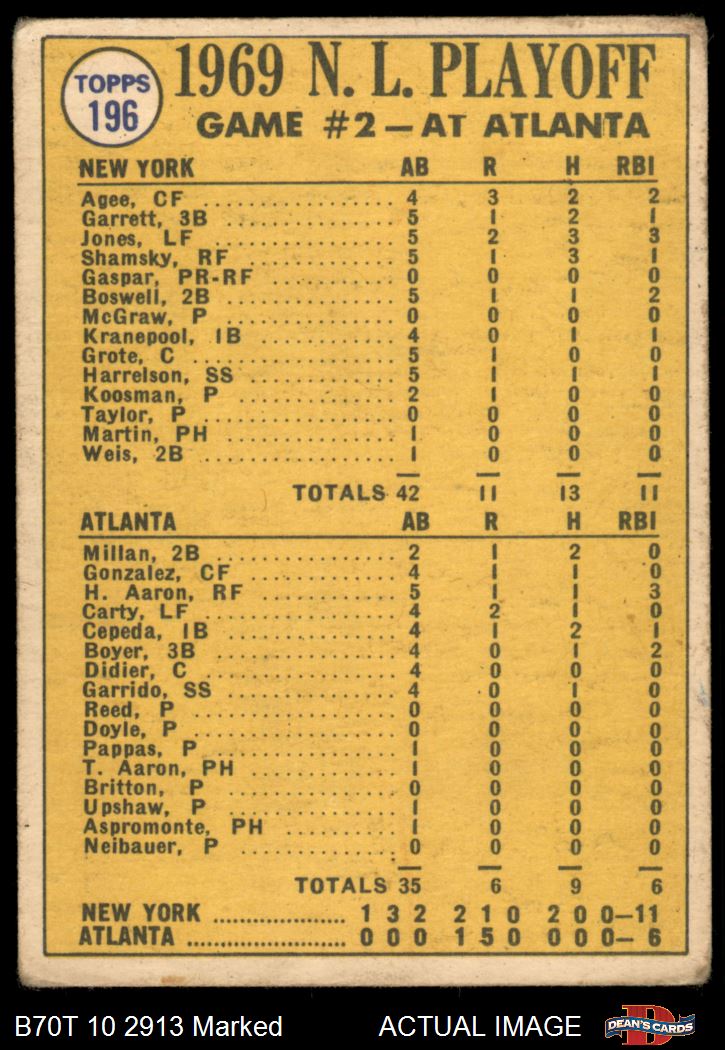 TOPPS
196
1969 N. L. PLAYOFF
GAME #2 – AT ATLANTA
NEW YORK AB R H RBI
Agee, CF .................. 4 3 2 2
Garrett, 3B ................ 5 1 2 1
Jones, LF ................. 5 2 3 3
Shamsky, RF .............. 5 1 3 1
Gaspar, PR-RF ............ 0 0 0 0
Boswell, 2B ................ 5 1 1 2
McGraw, P ................ 0 0 0 0
Kranepool, 1B ............. 4 0 1 1
Grote, C .................. 5 1 0 0
Harrelson, SS .............. 5 1 1 1
Koosman, P ............... 2 1 0 0
Taylor, P .................. 0 0 0 0
Martin, PH ................ 1 0 0 0
Weis, 2B .................. 1 0 0 0
TOTALS 42 11 13 11
ATLANTA AB R H RBI
Millan, 2B ................. 2 1 2 0
Gonzalez, CF .............. 4 1 1 0
H. Aaron, RF .............. 5 1 1 3
Carty, LF .................. 4 2 1 0
Cepeda, 1B ................ 4 1 2 1
Boyer, 3B ................. 4 0 1 2
Didier, C .................. 4 0 0 0
Garrido, SS ................ 4 0 1 0
Reed, P ................... 0 0 0 0
Doyle, P .................. 0 0 0 0
Pappas, P ................. 1 0 0 0
T. Aaron, PH .............. 1 0 0 0
Britton, P ................. 0 0 0 0
Upshaw, P ................ 1 0 0 0
Aspromonte, PH ........... 1 0 0 0
Neibauer, P ............... 0 0 0 0
TOTALS 35 6 9 6
NEW YORK .................. 1 3 2 2 1 0 2 0 0–11
ATLANTA .................... 0 0 0 1 5 0 0 0 0– 6
B70T 10 2913 Marked ACTUAL IMAGE
DEAN'S CARDS